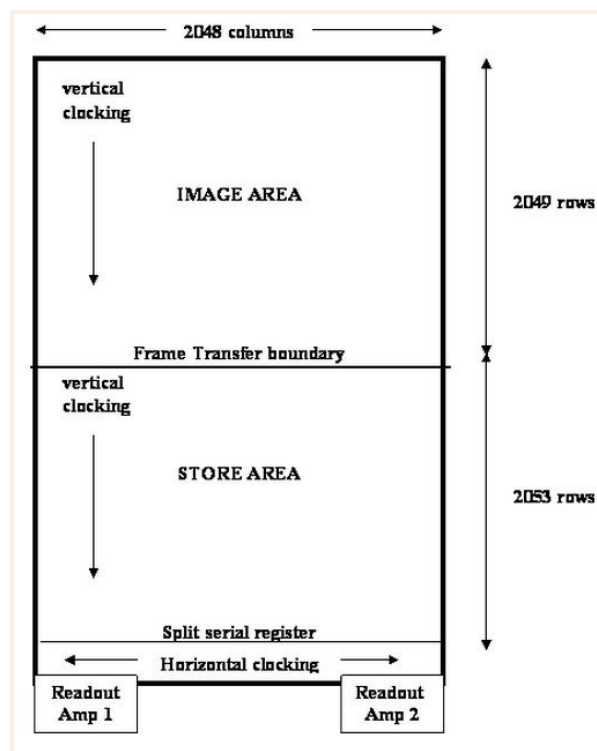 2048 columns
vertical
clocking
IMAGE AREA
2049 rows
Frame Transfer boundary
vertical
clocking
STORE AREA
2053 rows
Split serial register
Horizontal clocking
Readout
Amp 1
Readout
Amp 2